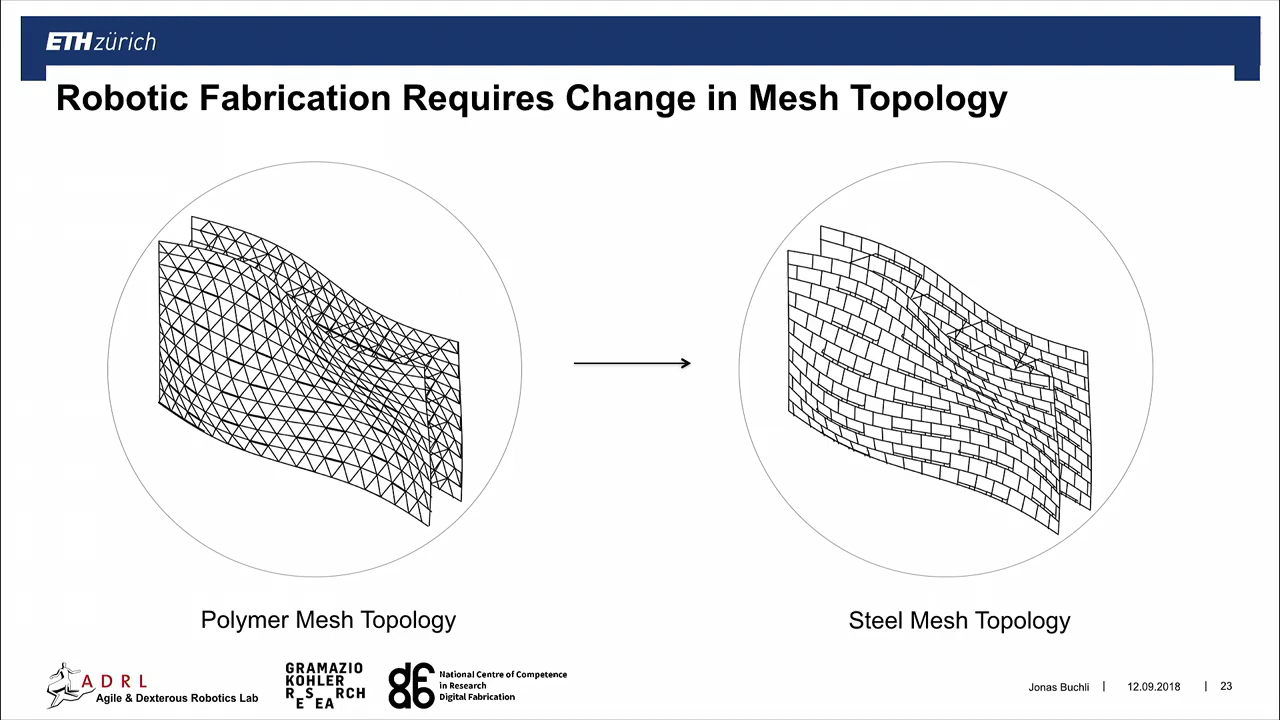 ETH zürich
Robotic Fabrication Requires Change in Mesh Topology
Polymer Mesh Topology
Steel Mesh Topology
A D R L
Agile & Dexterous Robotics Lab
GRAMAZIO
KOHLER
RESEARCH
dfab
National Centre of Competence
in Research
Digital Fabrication
Jonas Buchli | 12.09.2018 | 23